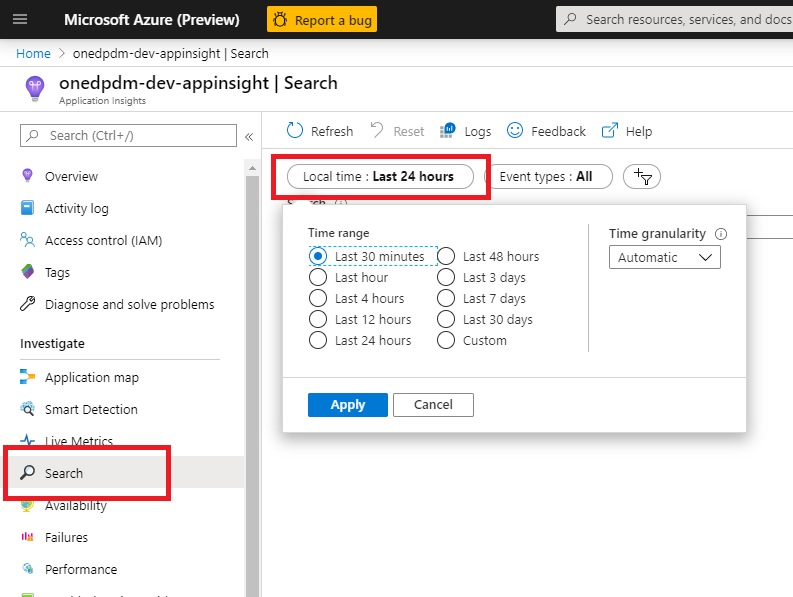 Microsoft Azure (Preview)
Report a bug
Search resources, services, and docs
Home > onedpdm-dev-appinsight | Search
onedpdm-dev-appinsight | Search
Application Insights
Search (Ctrl+/)
«
Refresh
Reset
Logs
Feedback
Help
Overview
Activity log
Access control (IAM)
Tags
Diagnose and solve problems
Investigate
Application map
Smart Detection
Live Metrics
Search
Availability
Failures
Performance
Local time : Last 24 hours
Event types : All
Search
Time range
Last 30 minutes
Last hour
Last 4 hours
Last 12 hours
Last 24 hours
Last 48 hours
Last 3 days
Last 7 days
Last 30 days
Custom
Time granularity
Automatic
Apply
Cancel